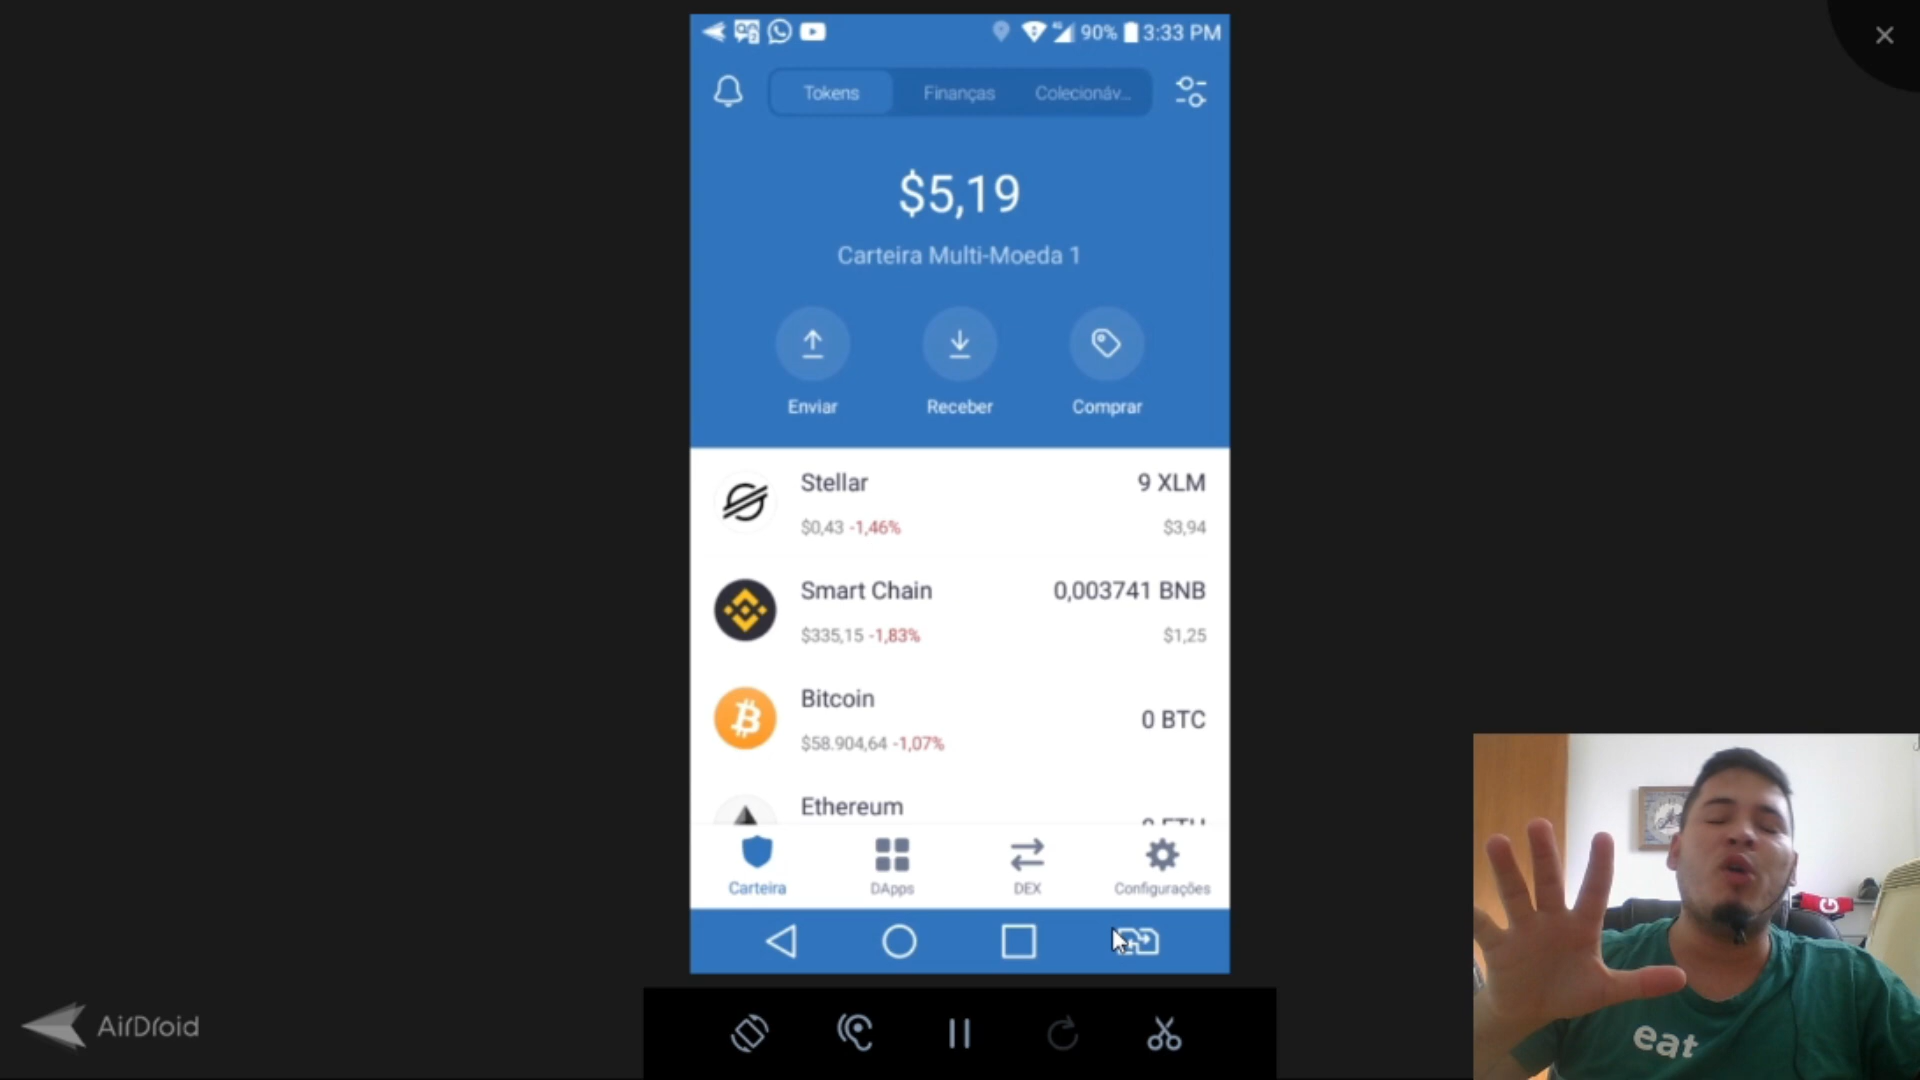 90% 3:33 PM
Tokens Finanças Colecionáv...
$5,19
Carteira Multi-Moeda 1
Enviar Receber Comprar
Stellar 9 XLM
$0,43 -1,46% $3,94
Smart Chain 0,003741 BNB
$335,15 -1,83% $1,25
Bitcoin 0 BTC
$58.904,64 -1,07%
Ethereum 0 ETH
Carteira DApps DEX Configurações
AirDroid
G
eat